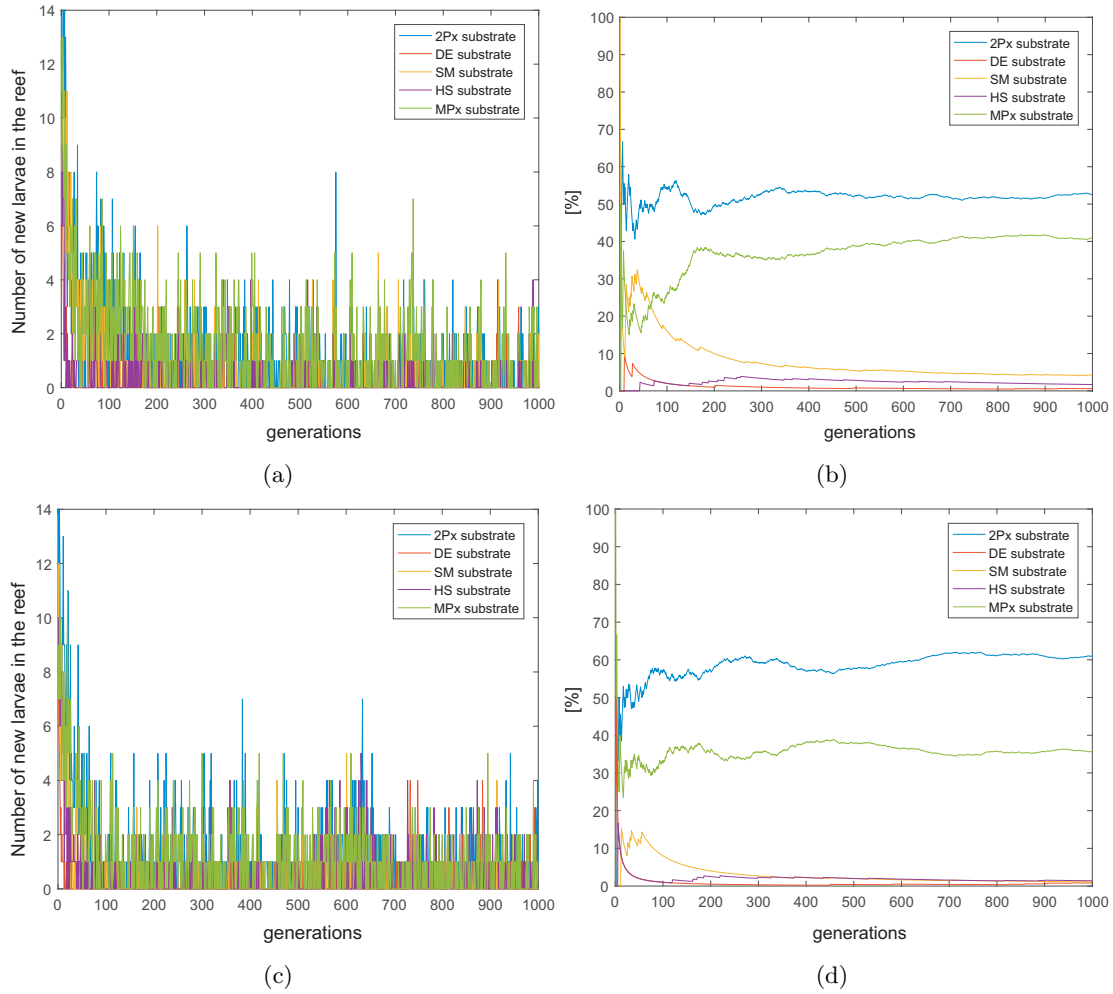 14
12
10
8
6
4
2
0
Number of new larvae in the reef
2Px substrate
DE substrate
SM substrate
HS substrate
MPx substrate
0 100 200 300 400 500 600 700 800 900 1000
generations
(a)
100
90
80
70
60
50
40
30
20
10
0
[%]
2Px substrate
DE substrate
SM substrate
HS substrate
MPx substrate
0 100 200 300 400 500 600 700 800 900 1000
generations
(b)
14
12
10
8
6
4
2
0
Number of new larvae in the reef
2Px substrate
DE substrate
SM substrate
HS substrate
MPx substrate
0 100 200 300 400 500 600 700 800 900 1000
generations
(c)
100
90
80
70
60
50
40
30
20
10
0
[%]
2Px substrate
DE substrate
SM substrate
HS substrate
MPx substrate
0 100 200 300 400 500 600 700 800 900 1000
generations
(d)